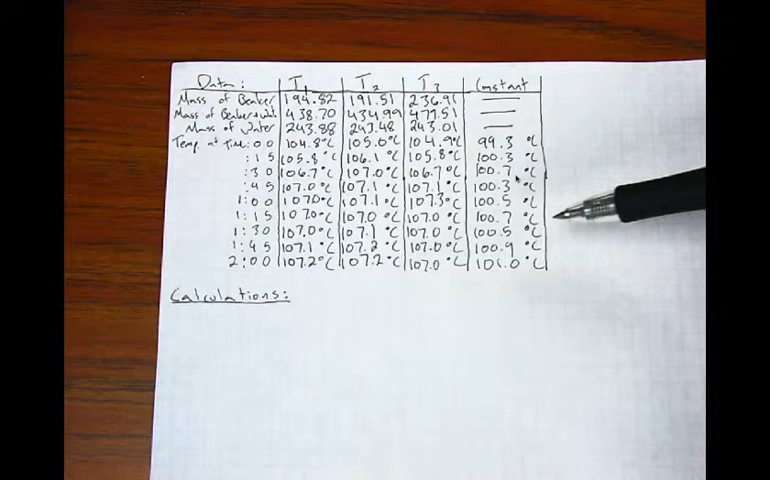 Data: T1 T2 T3 Constant
Mass of Beaker 194.82 191.51 236.91
Mass of Beaker+Wat. 438.70 434.99 477.51
Mass of Water 243.88 243.48 243.01
Temp. at Time :00 104.8°C 105.0°C 104.9°C 99.3 °C
:15 105.8°C 106.1°C 105.8°C 100.3 °C
:30 106.7°C 107.0°C 106.7°C 100.7 °C
:45 107.0°C 107.1°C 107.1°C 100.3 °C
1:00 107.0°C 107.1°C 107.3°C 100.5 °C
1:15 107.0°C 107.0°C 107.0°C 100.7 °C
1:30 107.0°C 107.1°C 107.0°C 100.5 °C
1:45 107.1°C 107.2°C 107.0°C 100.9 °C
2:00 107.2°C 107.2°C 107.0°C 101.0 °C
Calculations: